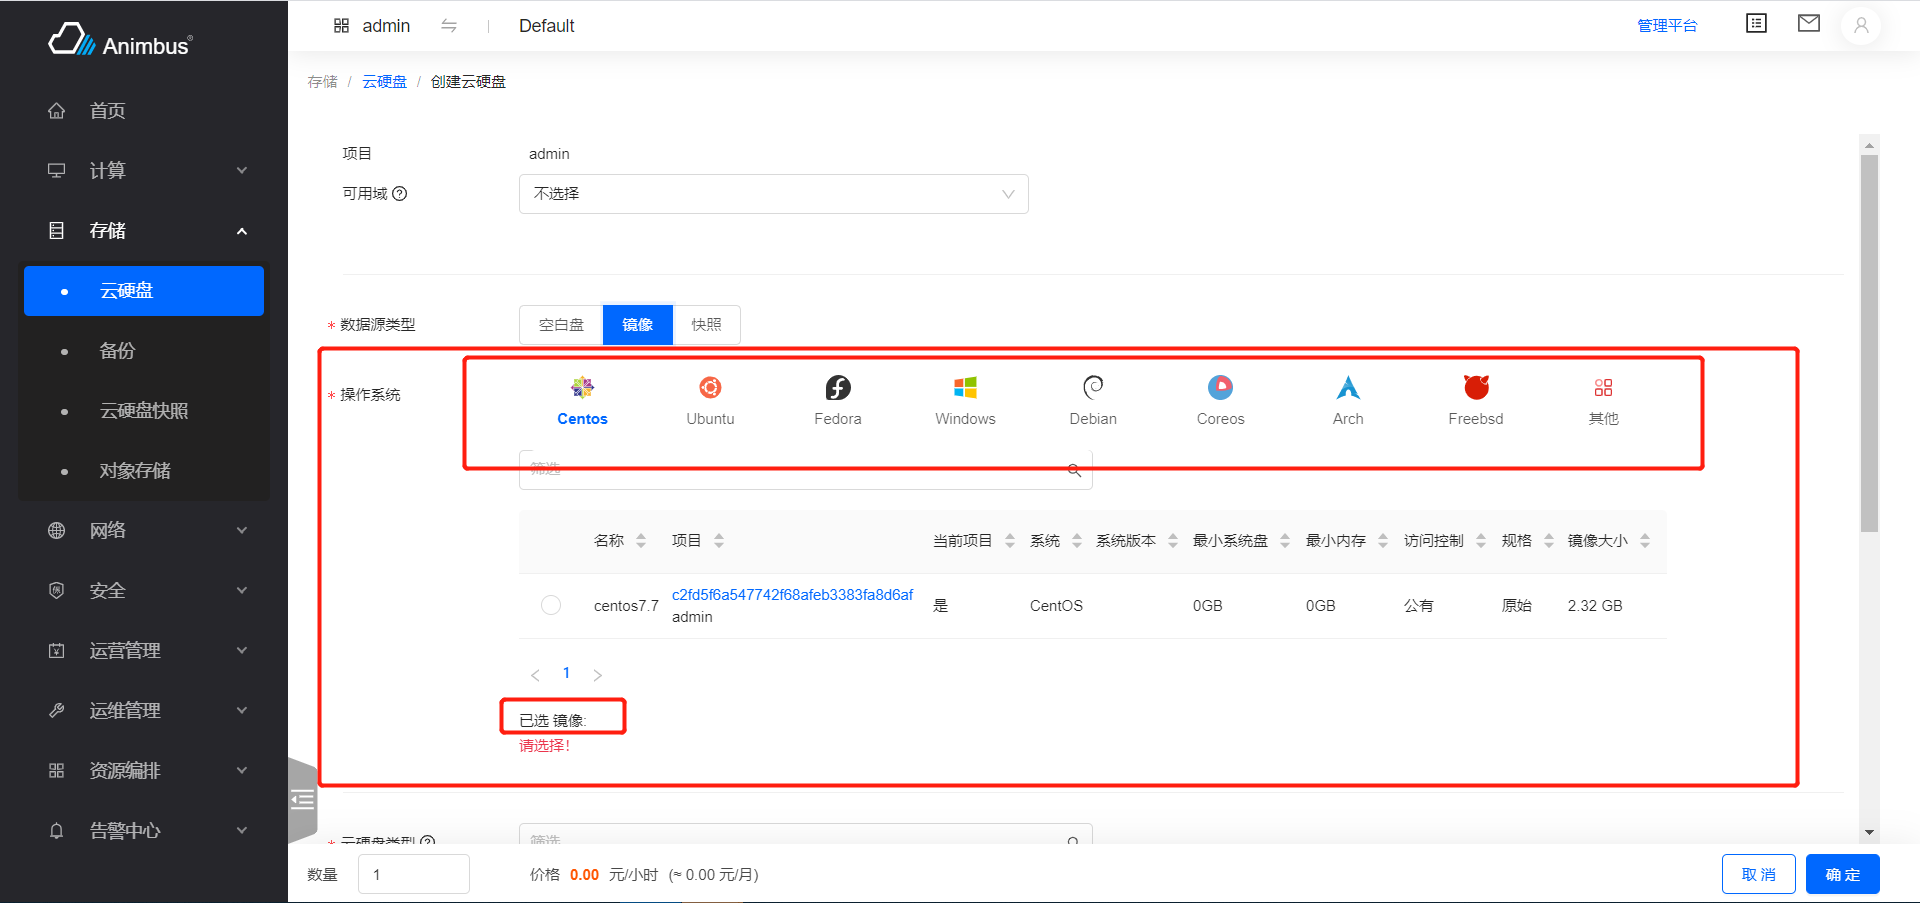 Animbus®
admin
Default
管理平台
存储 / 云硬盘 / 创建云硬盘
首页
计算
存储
云硬盘
备份
云硬盘快照
对象存储
网络
安全
运营管理
运维管理
资源编排
告警中心
项目
admin
可用域
不选择
* 数据源类型
空白盘
镜像
快照
* 操作系统
Centos
Ubuntu
Fedora
Windows
Debian
Coreos
Arch
Freebsd
其他
筛选
名称 项目 当前项目 系统 系统版本 最小系统盘 最小内存 访问控制 规格 镜像大小
centos7.7 c2fd5f6a547742f68afeb3383fa8d6af 是 CentOS 0GB 0GB 公有 原始 2.32 GB
admin
1
已选 镜像:
请选择!
* 云硬盘类型
筛选
数量
1
价格 0.00 元/小时 (≈ 0.00 元/月)
取 消
确 定